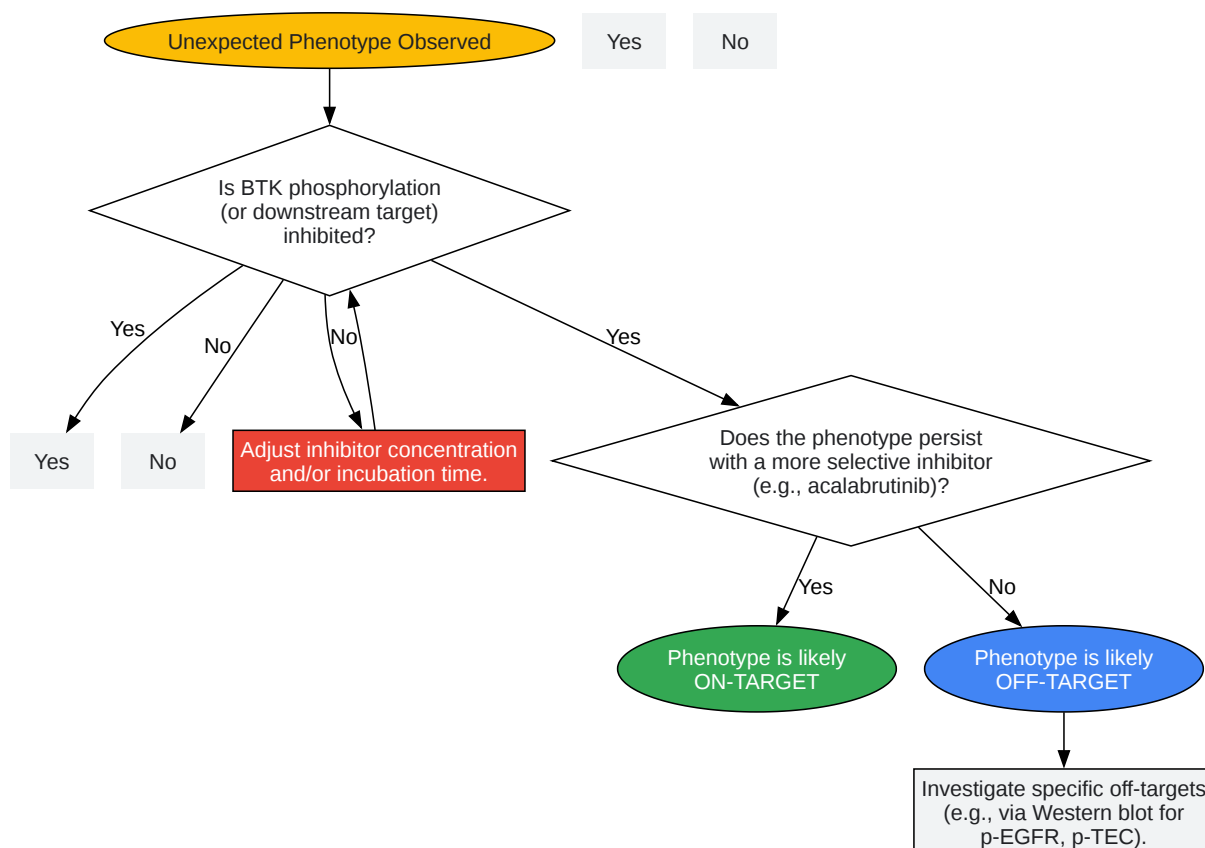 Unexpected Phenotype Observed
Yes
No
Is BTK phosphorylation
(or downstream target)
inhibited?
Yes
No
No
Yes
Yes
No
Adjust inhibitor concentration
and/or incubation time.
Does the phenotype persist
with a more selective inhibitor
(e.g., acalabrutinib)?
Yes
No
Phenotype is likely
ON-TARGET
Phenotype is likely
OFF-TARGET
Investigate specific off-targets
(e.g., via Western blot for
p-EGFR, p-TEC).